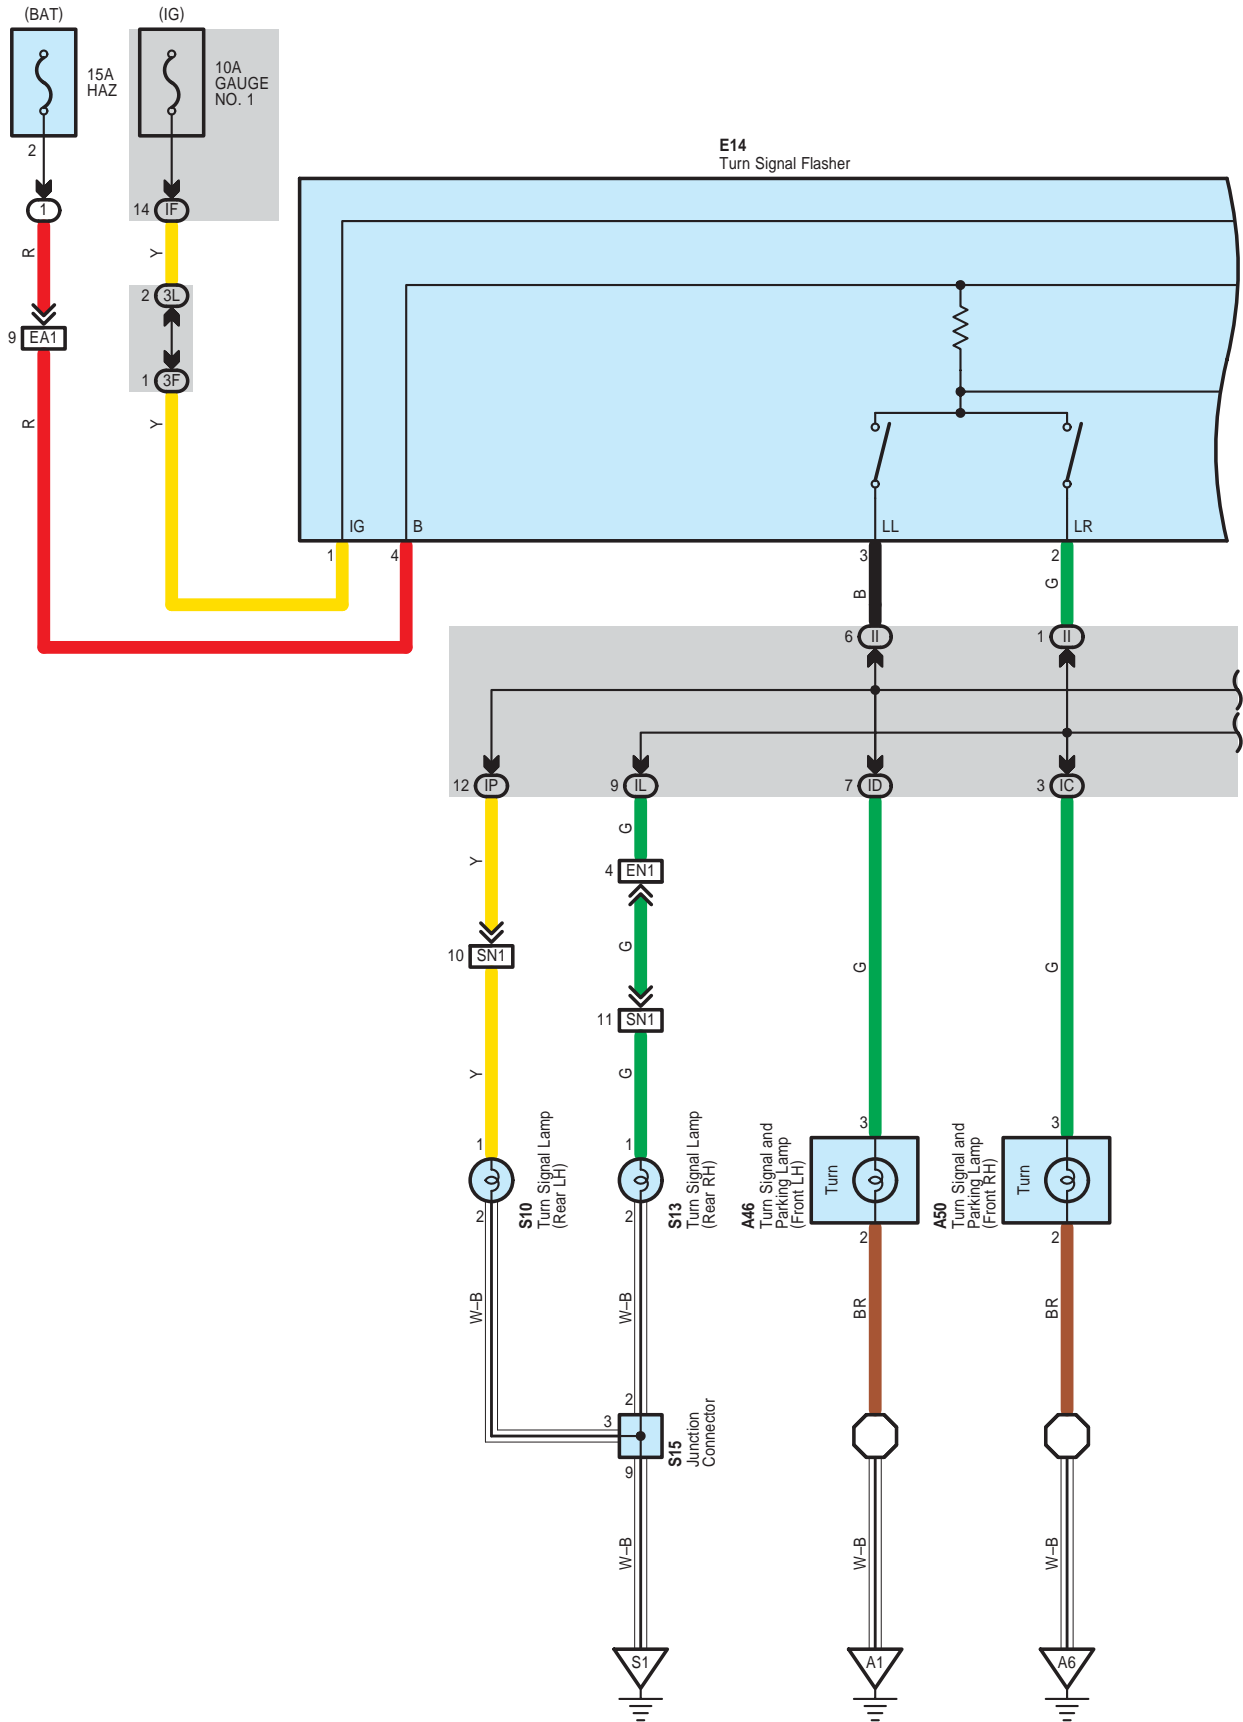 (BAT)
(IG)
15A
HAZ
10A
GAUGE
NO. 1
2
1
14 IF
R
Y
2 3L
9 EA1
1 3F
R
Y
E14
Turn Signal Flasher
IG
B
LL
LR
1
4
3
2
B
G
6 II
1 II
12 IP
9 IL
7 ID
3 IC
Y
G
4 EN1
G
10 SN1
11 SN1
G
G
Y
G
1
1
3
3
S10
Turn Signal Lamp
(Rear LH)
S13
Turn Signal Lamp
(Rear RH)
Turn
A46
Turn Signal and
Parking Lamp
(Front LH)
Turn
A50
Turn Signal and
Parking Lamp
(Front RH)
2
2
2
2
W–B
W–B
BR
BR
2
3
S15
Junction
Connector
9
W–B
W–B
W–B
S1
A1
A6